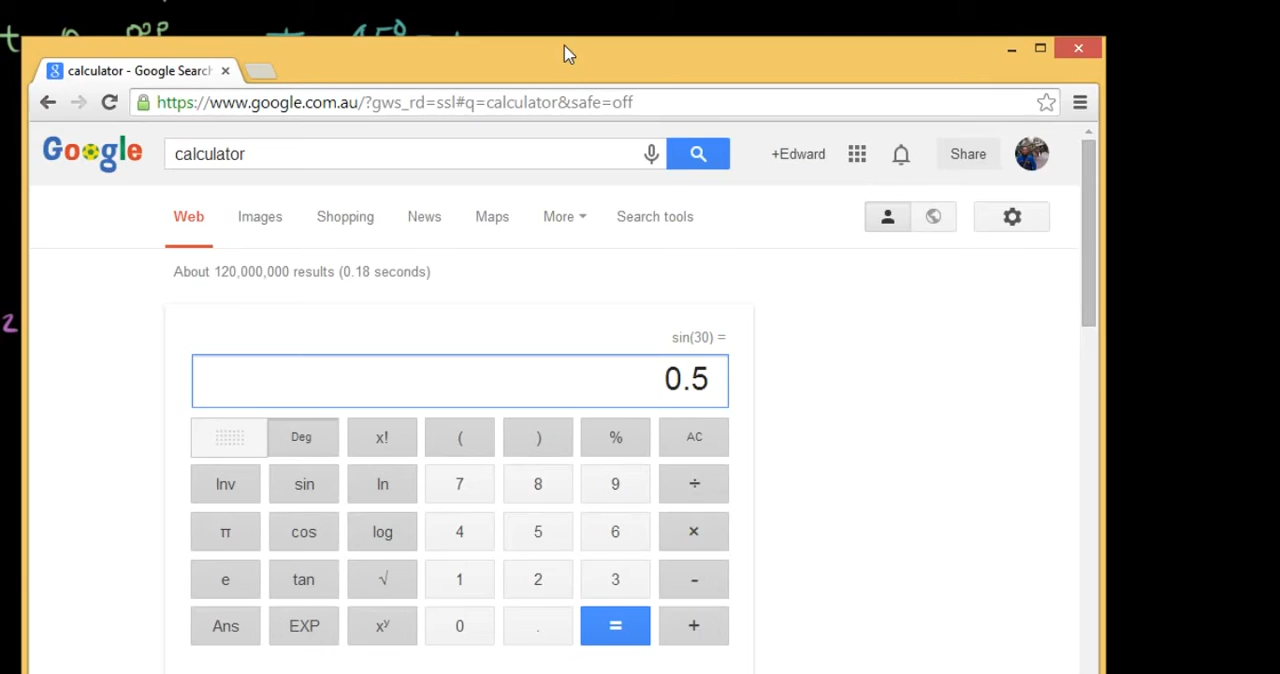 45°
calculator - Google Search
https://www.google.com.au/?gws_rd=ssl#q=calculator&safe=off
Google
calculator
+Edward
Share
Web Images Shopping News Maps More Search tools
About 120,000,000 results (0.18 seconds)
sin(30) =
0.5
Deg x! ( ) % AC
Inv sin ln 7 8 9 ÷
π cos log 4 5 6 ×
e tan √ 1 2 3 -
Ans EXP xʸ 0 . = +
2